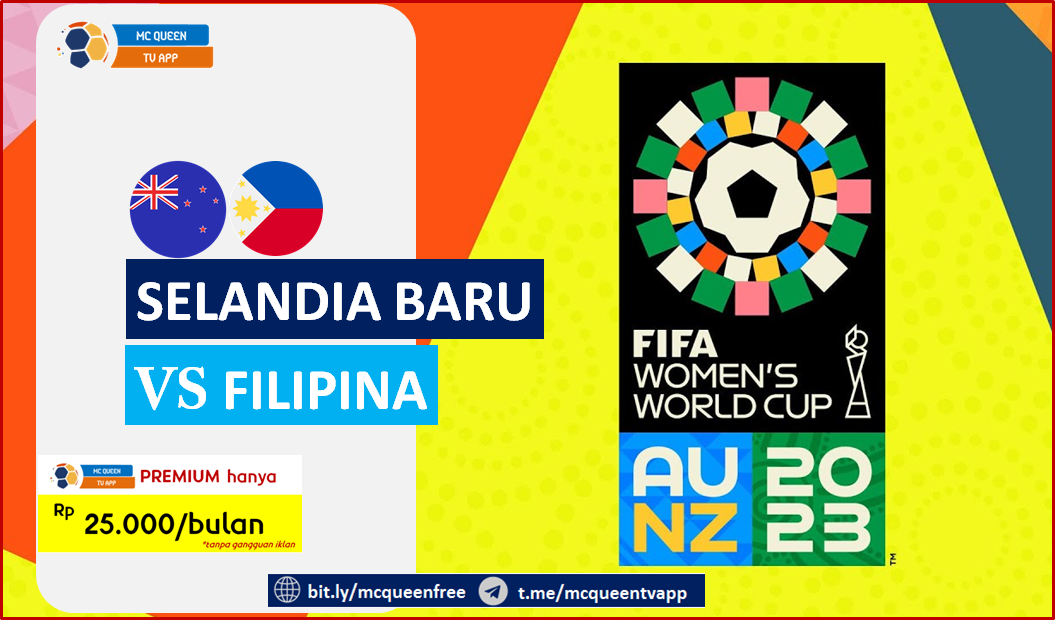 MC QUEEN
TV APP
SELANDIA BARU
VS FILIPINA
MC QUEEN
TV APP
PREMIUM hanya
Rp 25.000/bulan
*tanpa gangguan iklan
FIFA
WOMEN'S
WORLD CUP
AU 20
NZ 23
TM
bit.ly/mcqueenfree t.me/mcqueentvapp